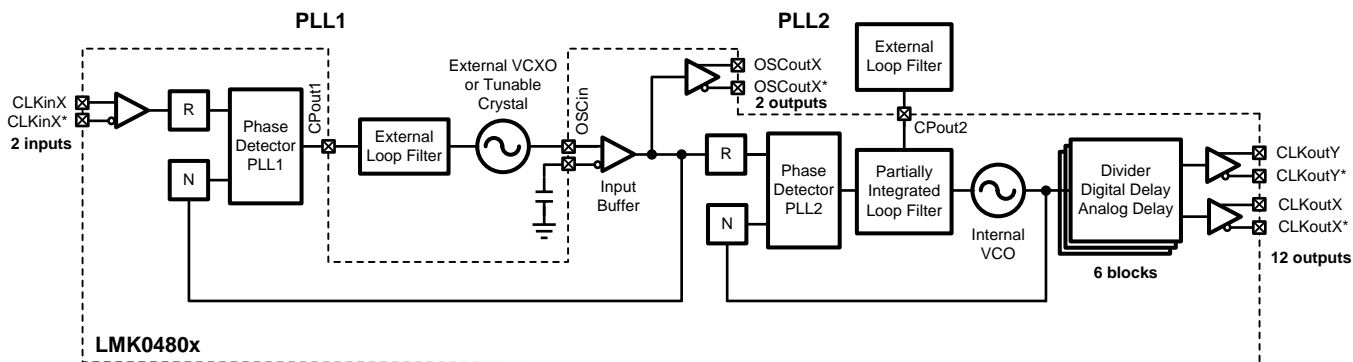 PLL1
PLL2
CLKinX
CLKinX*
2 inputs
R
N
Phase
Detector
PLL1
CPout1
External
Loop Filter
External VCXO
or Tunable
Crystal
OSCin
Input
Buffer
OSCoutX
OSCoutX*
2 outputs
External
Loop Filter
CPout2
R
N
Phase
Detector
PLL2
Partially
Integrated
Loop Filter
Internal
VCO
Divider
Digital Delay
Analog Delay
6 blocks
CLKoutY
CLKoutY*
CLKoutX
CLKoutX*
12 outputs
LMK0480x